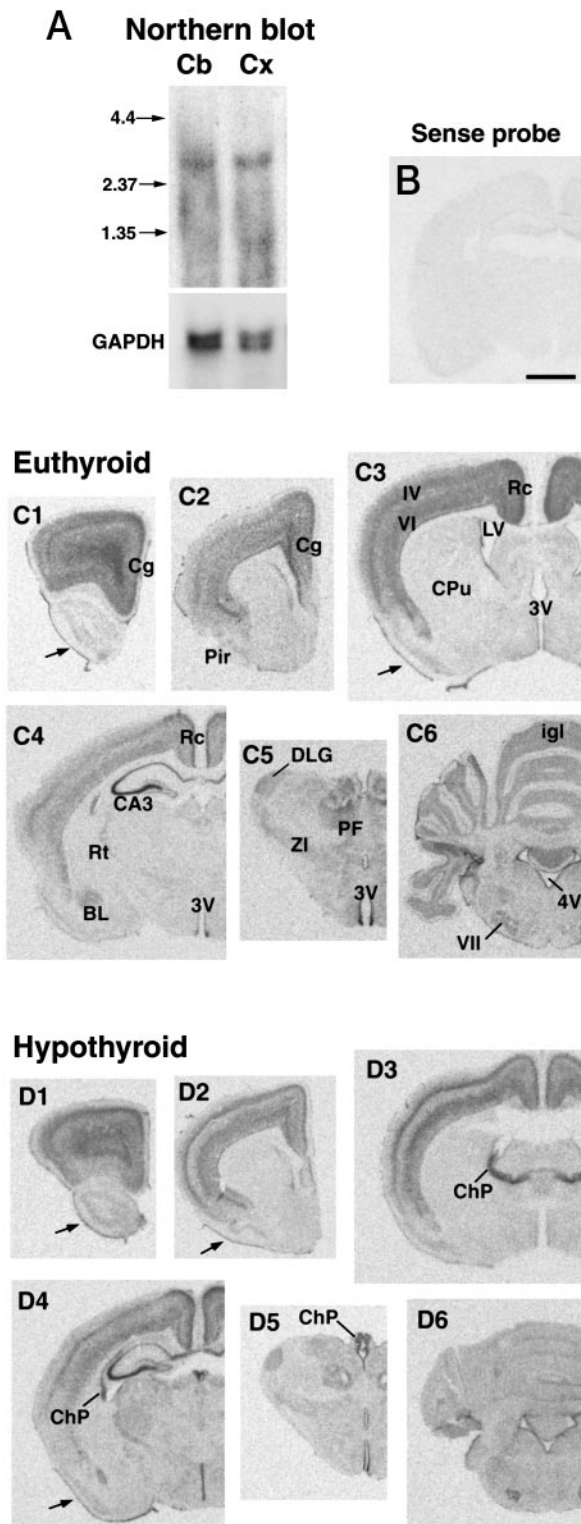 A Northern blot
Cb Cx
4.4
2.37
1.35
GAPDH
Sense probe
B
Euthyroid
C1
Cg
C2
Cg
Pir
C3
IV
VI
Rc
LV
CPu
3V
C4
Rc
CA3
Rt
BL
3V
C5
DLG
ZI
PF
3V
C6
igl
4V
VII
Hypothyroid
D1
D2
D3
ChP
D4
ChP
D5
ChP
D6